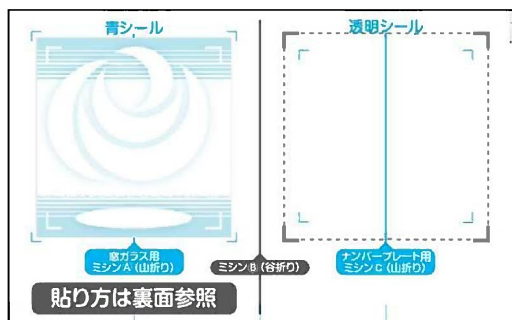 青シール
透明シール
窓ガラス用
ミシンA（山折り）
ミシンB（谷折り）
ナンバープレート用
ミシンC（山折り）
貼り方は裏面参照